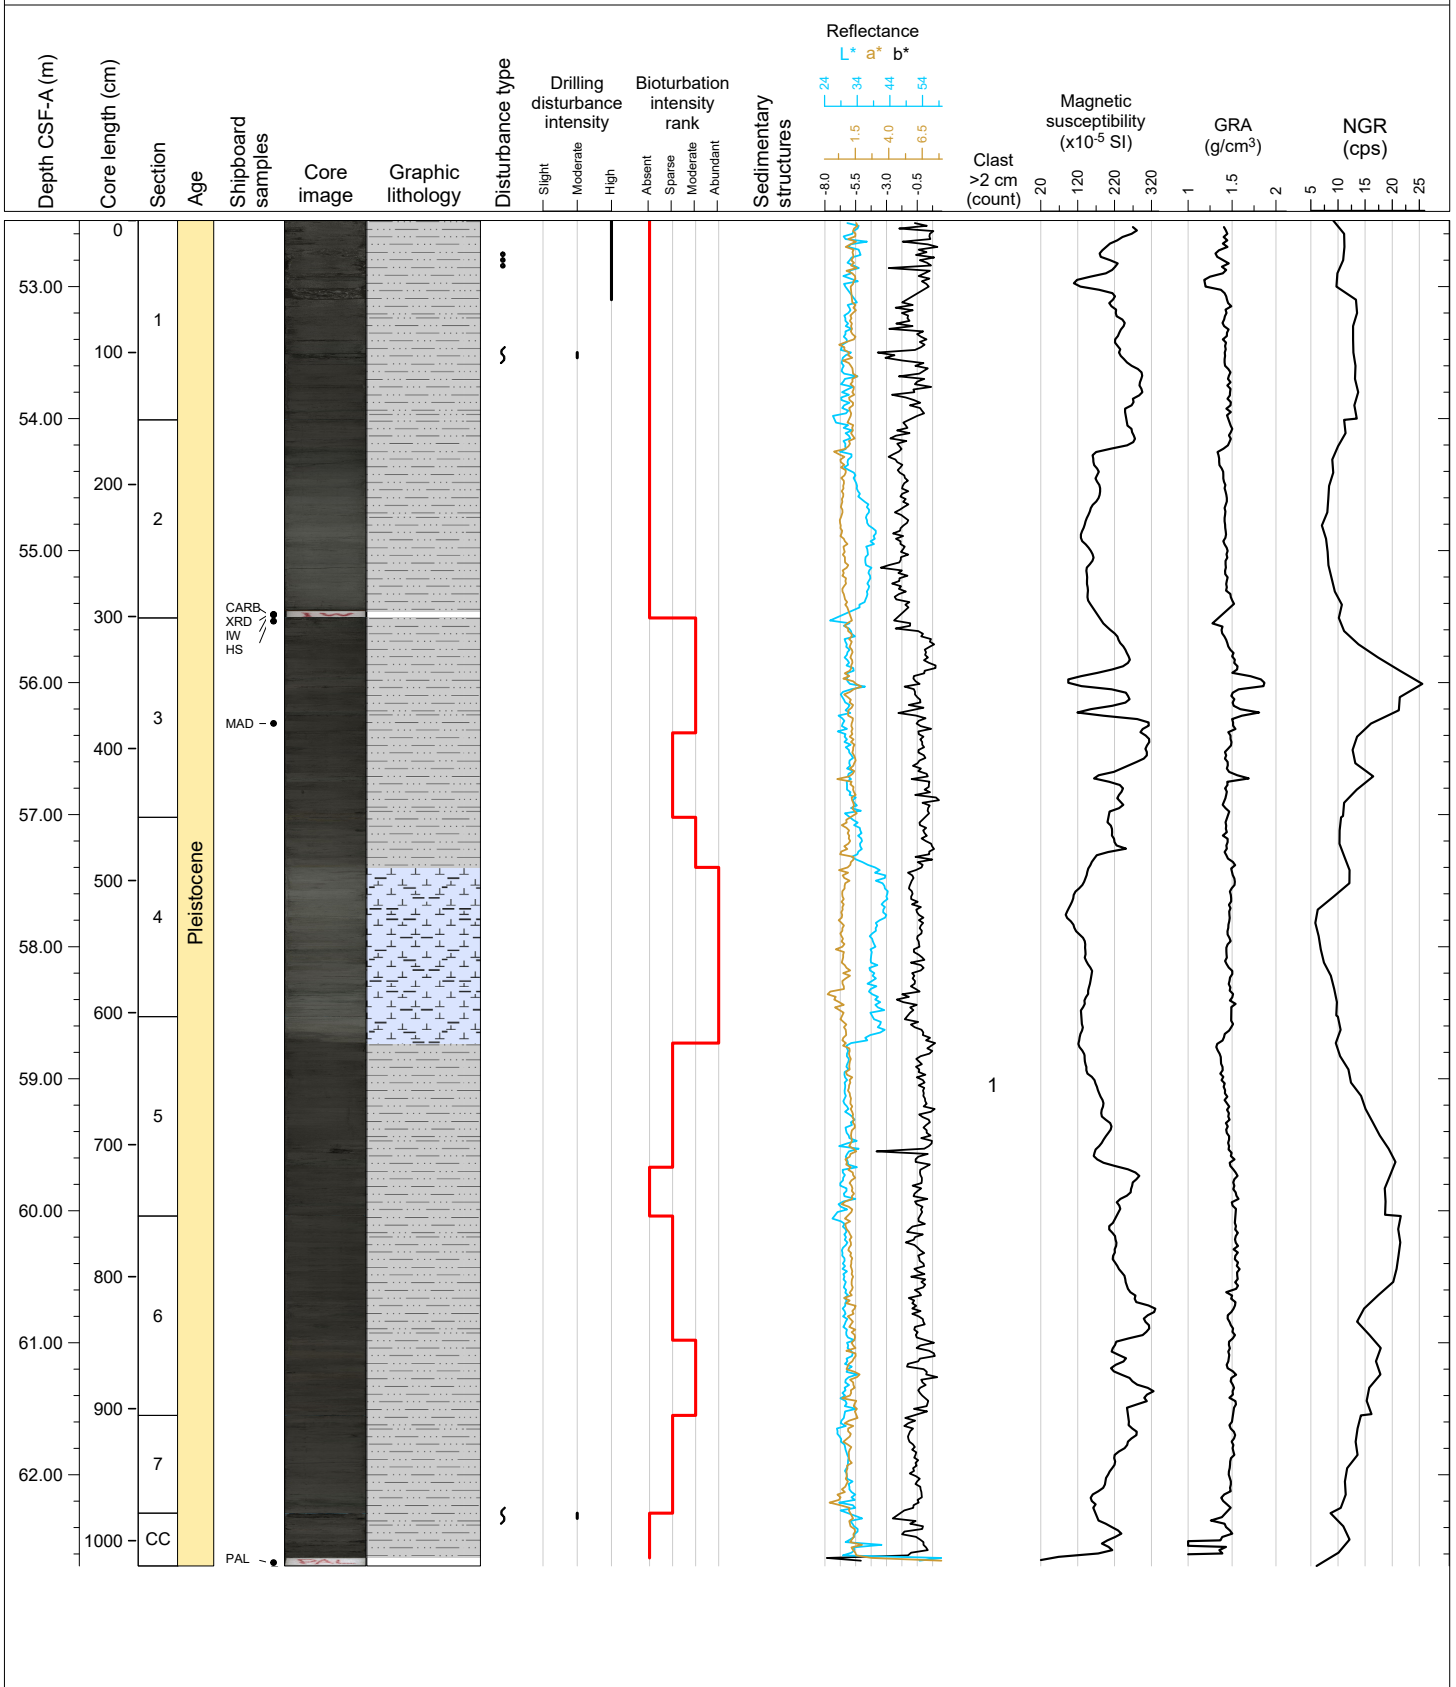 Depth CSF-A (m)
Core length (cm)
Section
Age
Shipboard
samples
Core
image
Graphic
lithology
Disturbance type
Drilling
disturbance
intensity
Slight
Moderate
High
Bioturbation
intensity
rank
Absent
Sparse
Moderate
Abundant
Sedimentary
structures
Reflectance
L* a* b*
24 34 44 54
1.5 4.0 6.5
-8.0 -5.5 -3.0 -0.5
Clast
>2 cm
(count)
Magnetic
susceptibility
(x10-5 SI)
20 120 220 320
GRA
(g/cm3)
1 1.5 2
NGR
(cps)
5 10 15 20 25
0
53.00
1
100
54.00
200
2
55.00
CARB
300
XRD
IW
IW
HS
56.00
3
MAD
400
57.00
Pleistocene
500
4
58.00
600
59.00
1
5
700
60.00
800
6
61.00
900
7
62.00
1000
CC
PAL
PAL